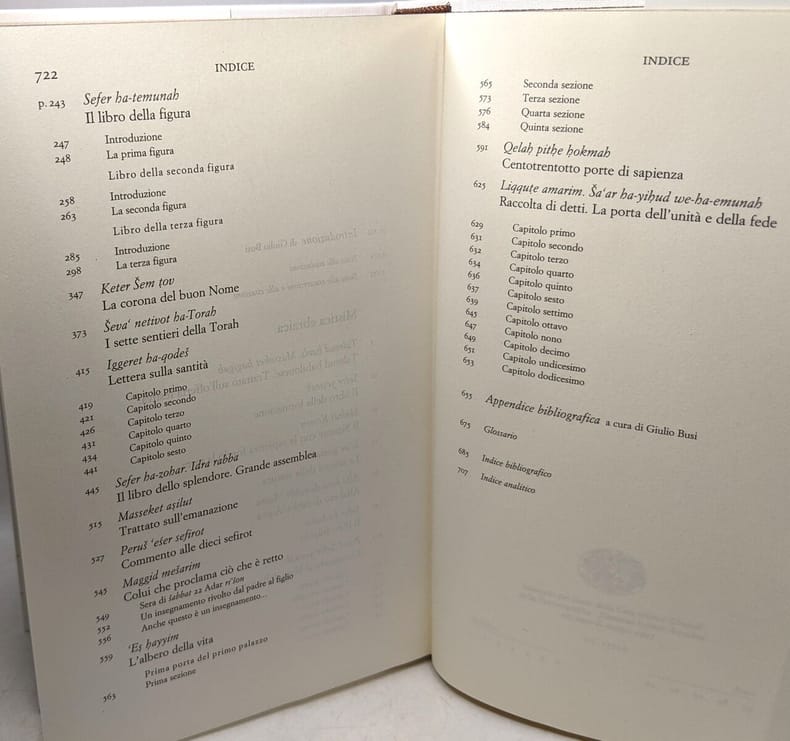 722
INDICE
p. 243 Sefer ha-temunah
Il libro della figura
247 Introduzione
248 La prima figura
Libro della seconda figura
258 Introduzione
263 La seconda figura
Libro della terza figura
285 Introduzione
298 La terza figura
347 Keter Šem ṭov
La corona del buon Nome
373 Ševa‘ netivot ha-Torah
I sette sentieri della Torah
415 Iggeret ha-qodeš
Lettera sulla santità
419 Capitolo primo
421 Capitolo secondo
426 Capitolo terzo
431 Capitolo quarto
434 Capitolo quinto
441 Capitolo sesto
445 Sefer ha-zohar. Idra rabba
Il libro dello splendore. Grande assemblea
515 Masseket aṣilut
Trattato sull'emanazione
527 Peruš ‘eśer sefirot
Commento alle dieci sefirot
545 Maggid mešarim
Colui che proclama ciò che è retto
549 Sera di šabbat 22 Adar ri’šon
552 Un insegnamento rivolto dal padre al figlio
556 Anche questo è un insegnamento...
559 ‘Eṣ ḥayyim
L'albero della vita
Prima porta del primo palazzo
563 Prima sezione
INDICE
565 Seconda sezione
573 Terza sezione
576 Quarta sezione
584 Quinta sezione
591 Qelaḥ pitḥe ḥokmah
Centotrentotto porte di sapienza
625 Liqquṭe amarim. Ša‘ar ha-yiḥud we-ha-emunah
Raccolta di detti. La porta dell'unità e della fede
629 Capitolo primo
631 Capitolo secondo
632 Capitolo terzo
634 Capitolo quarto
636 Capitolo quinto
637 Capitolo sesto
639 Capitolo settimo
645 Capitolo ottavo
647 Capitolo nono
649 Capitolo decimo
651 Capitolo undicesimo
653 Capitolo dodicesimo
655 Appendice bibliografica a cura di Giulio Busi
675 Glossario
685 Indice bibliografico
707 Indice analitico